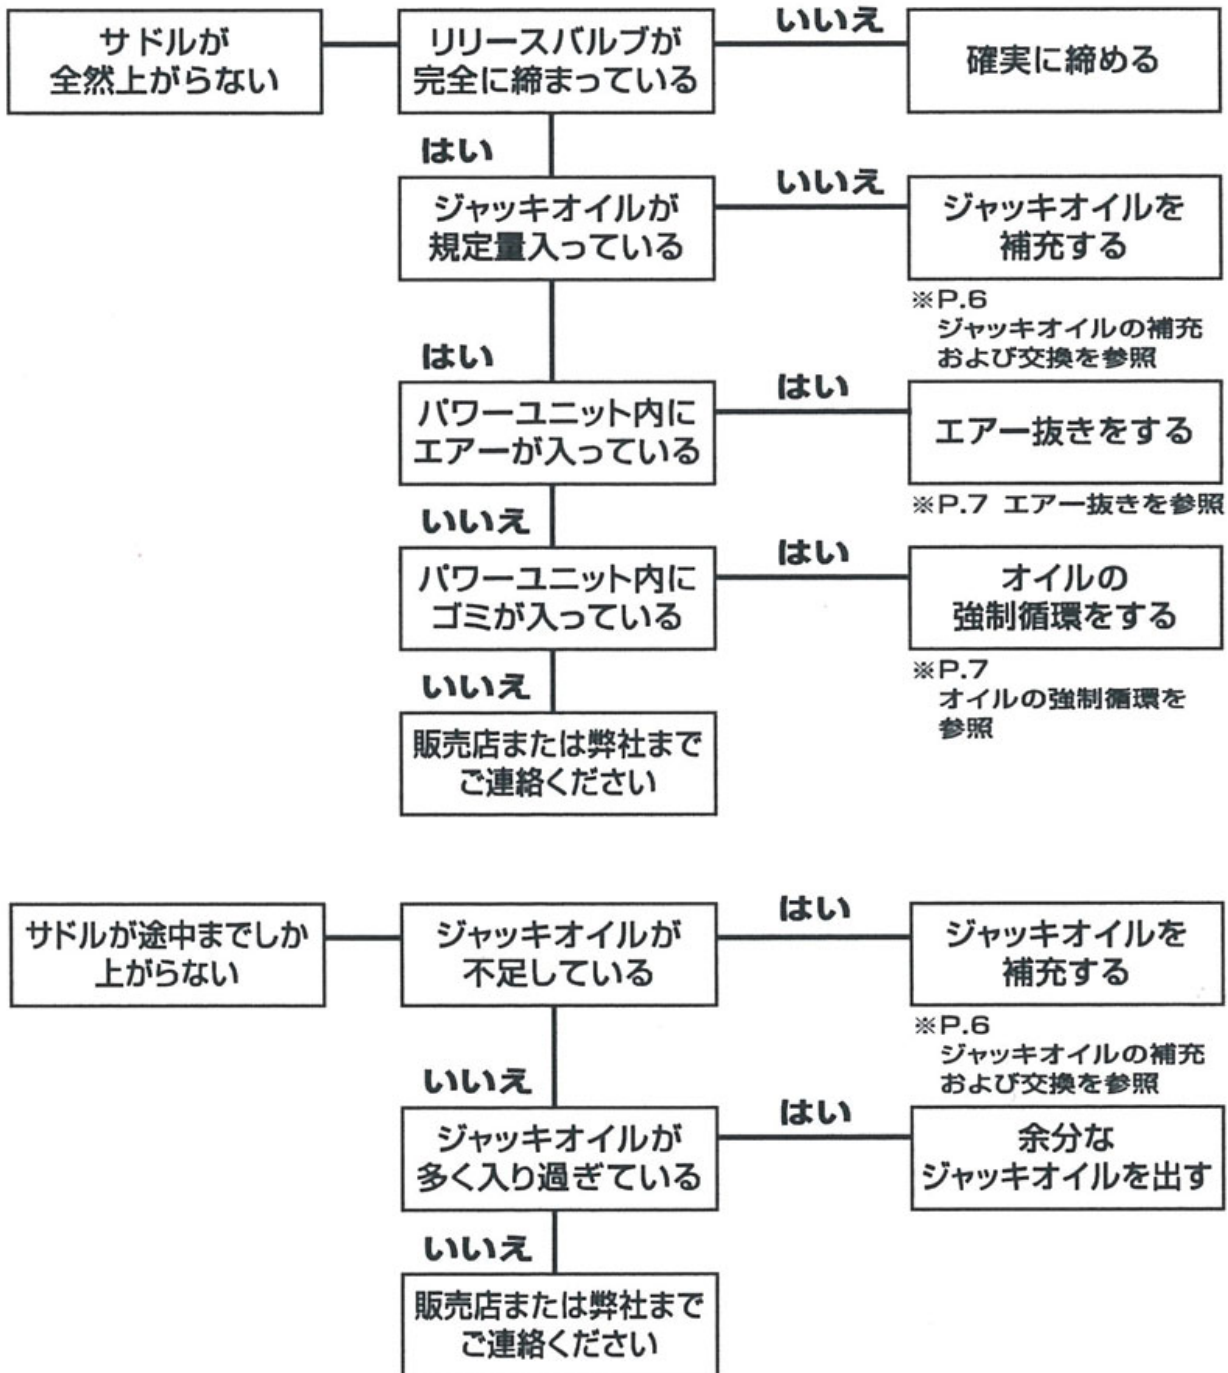 サドルが
全然上がらない
リリースバルブが
完全に締まっている
いいえ
確実に締める
はい
ジャッキオイルが
規定量入っている
いいえ
ジャッキオイルを
補充する
※P.6
ジャッキオイルの補充
および交換を参照
はい
パワーユニット内に
エアーが入っている
はい
エアー抜きをする
※P.7 エアー抜きを参照
いいえ
パワーユニット内に
ゴミが入っている
はい
オイルの
強制循環をする
※P.7
オイルの強制循環を
参照
いいえ
販売店または弊社まで
ご連絡ください
サドルが途中までしか
上がらない
ジャッキオイルが
不足している
はい
ジャッキオイルを
補充する
※P.6
ジャッキオイルの補充
および交換を参照
いいえ
ジャッキオイルが
多く入り過ぎている
はい
余分な
ジャッキオイルを出す
いいえ
販売店または弊社まで
ご連絡ください